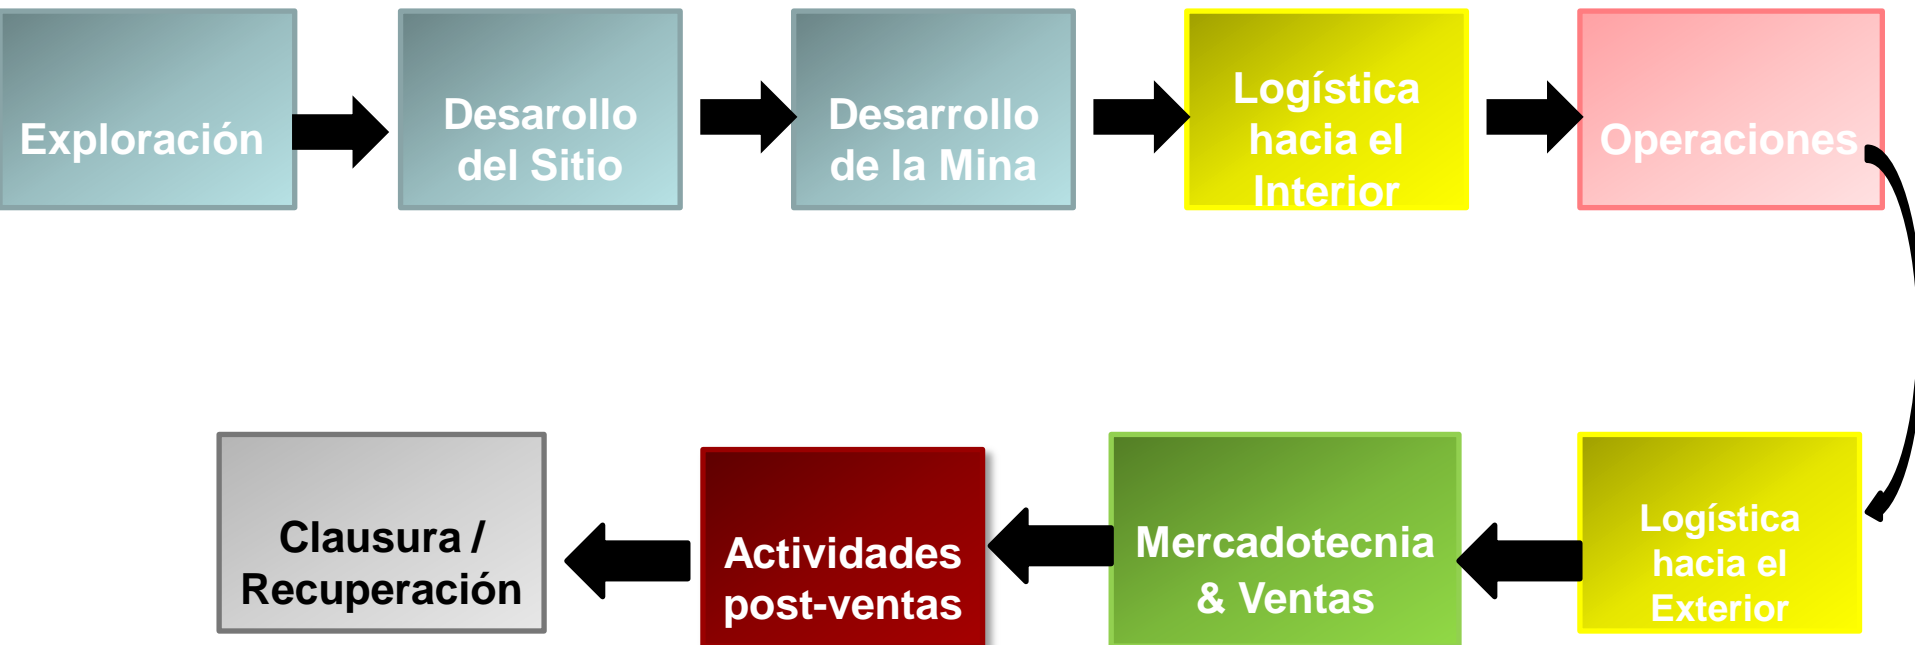 Exploración
Desarollo
del Sitio
Desarrollo
de la Mina
Logística
hacia el
Interior
Operaciones
Logística
hacia el
Exterior
Mercadotecnia
& Ventas
Actividades
post-ventas
Clausura /
Recuperación